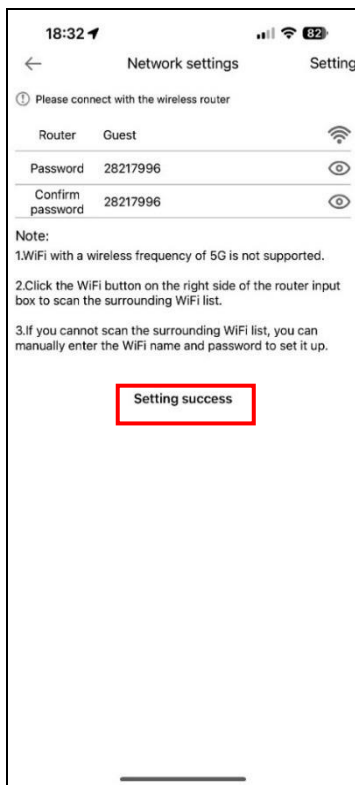 18:32
82
Network settings
Setting
Please connect with the wireless router
Router Guest
Password 28217996
Confirm
password
28217996
Note:
1.WiFi with a wireless frequency of 5G is not supported.
2.Click the WiFi button on the right side of the router input
box to scan the surrounding WiFi list.
3.If you cannot scan the surrounding WiFi list, you can
manually enter the WiFi name and password to set it up.
Setting success